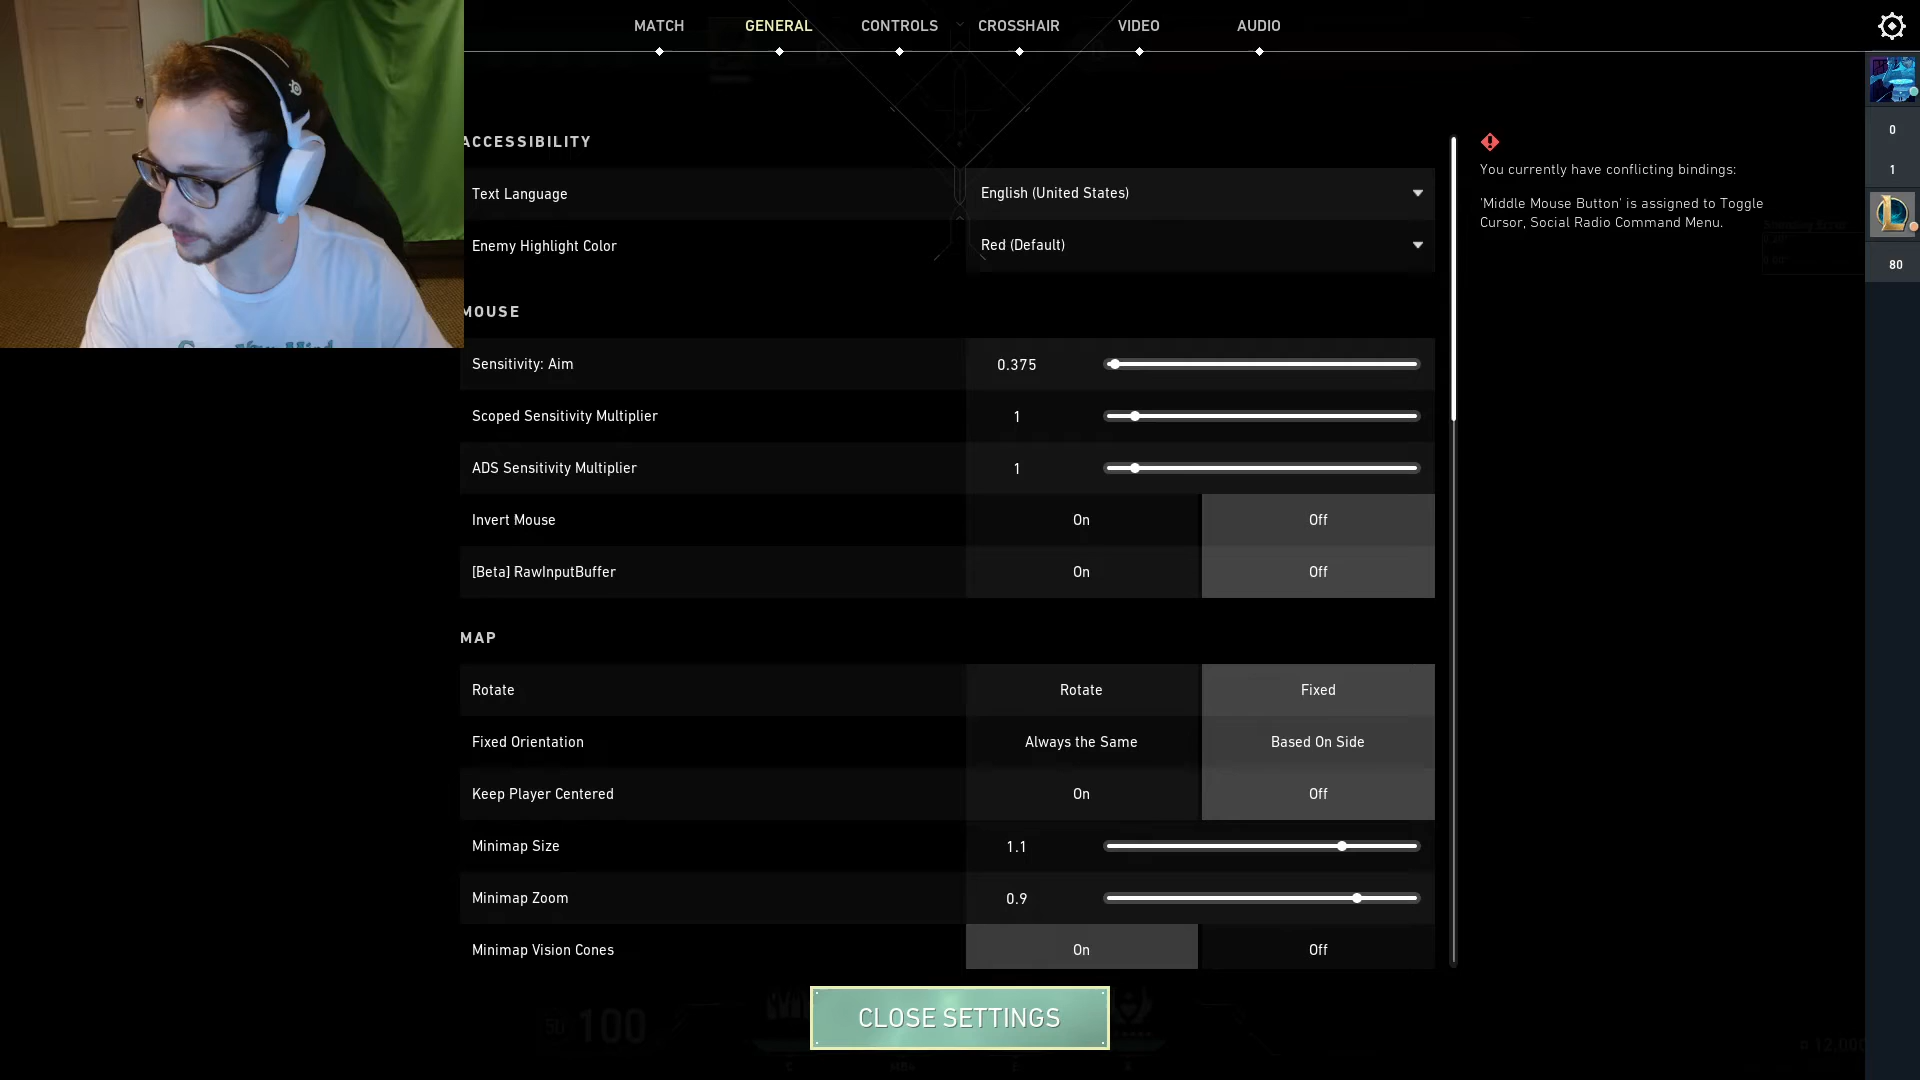 MATCH GENERAL CONTROLS CROSSHAIR VIDEO AUDIO
ACCESSIBILITY
Text Language English (United States)
Enemy Highlight Color Red (Default)
MOUSE
Sensitivity: Aim 0.375
Scoped Sensitivity Multiplier 1
ADS Sensitivity Multiplier 1
Invert Mouse On Off
[Beta] RawInputBuffer On Off
MAP
Rotate Rotate Fixed
Fixed Orientation Always the Same Based On Side
Keep Player Centered On Off
Minimap Size 1.1
Minimap Zoom 0.9
Minimap Vision Cones On Off
CLOSE SETTINGS
You currently have conflicting bindings:
'Middle Mouse Button' is assigned to Toggle
Cursor, Social Radio Command Menu.
0
1
80
50 100
12,000